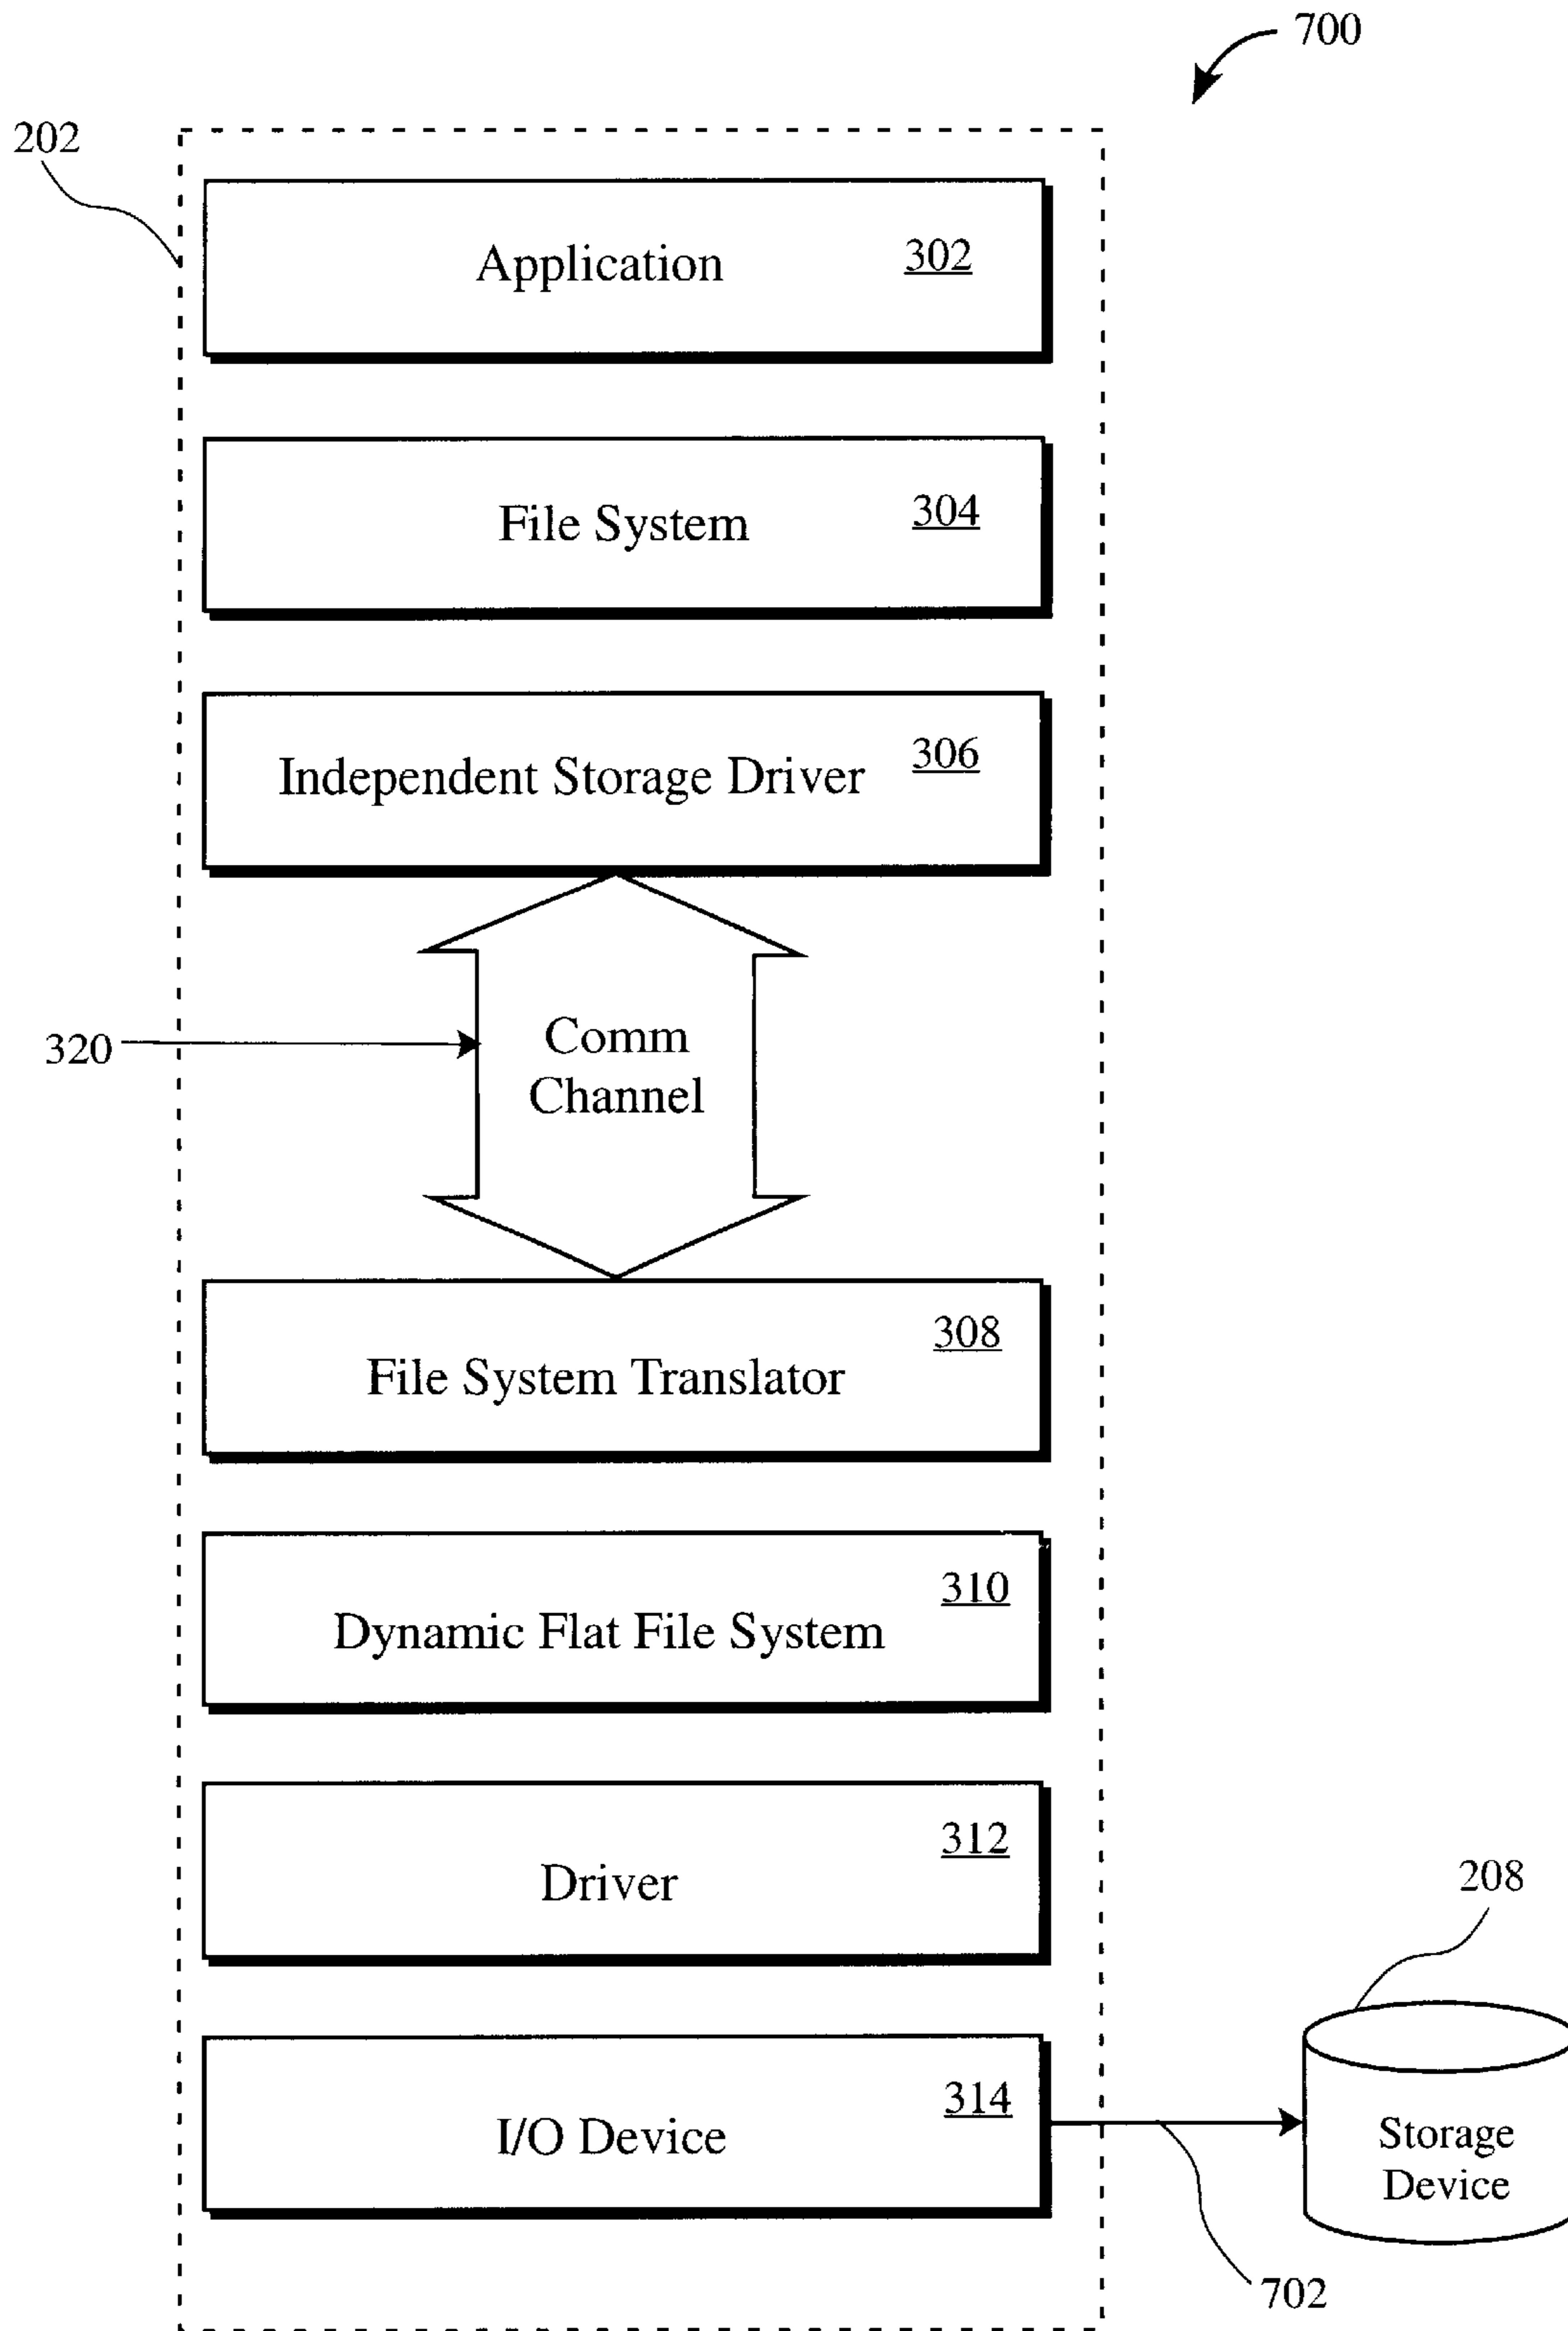 700
202
Application 302
File System 304
Independent Storage Driver 306
320
Comm
Channel
308
File System Translator
310
Dynamic Flat File System
312
Driver
208
314
I/O Device
Storage
Device
702